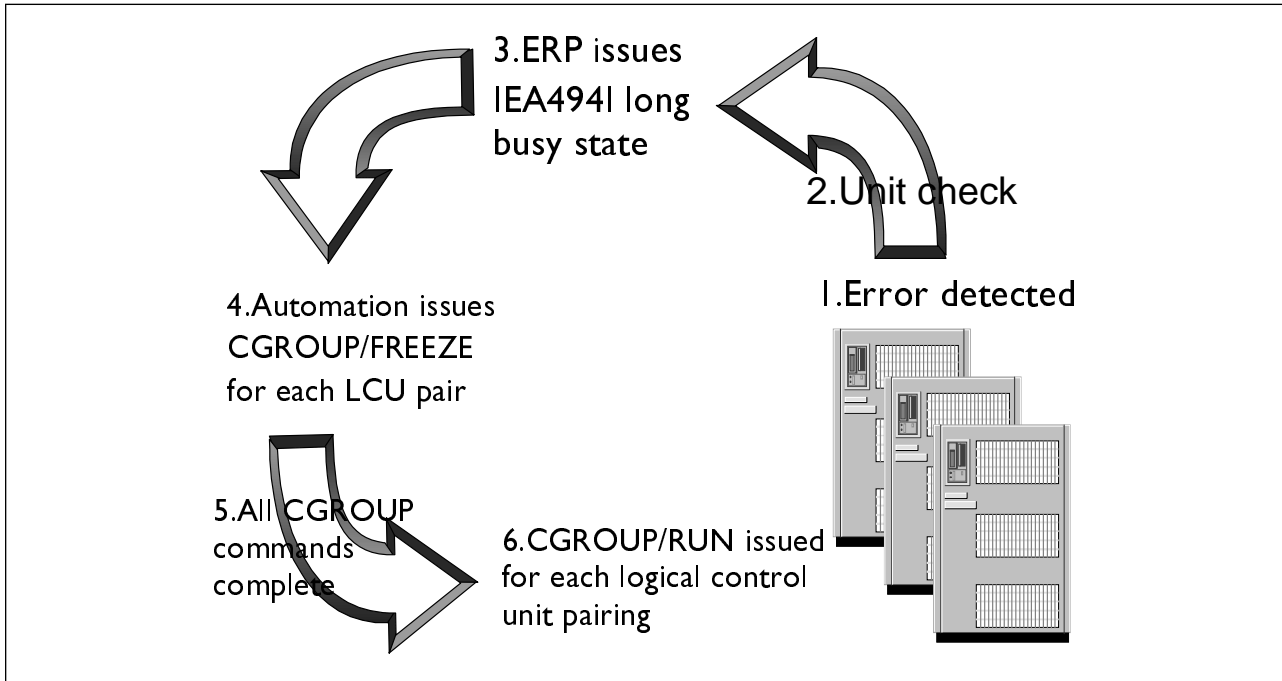 1.Error detected
2.Unit check
3.ERP issues
IEA494I long
busy state
4.Automation issues
CGROUP/FREEZE
for each LCU pair
5.All CGROUP
commands
complete
6.CGROUP/RUN issued
for each logical control
unit pairing